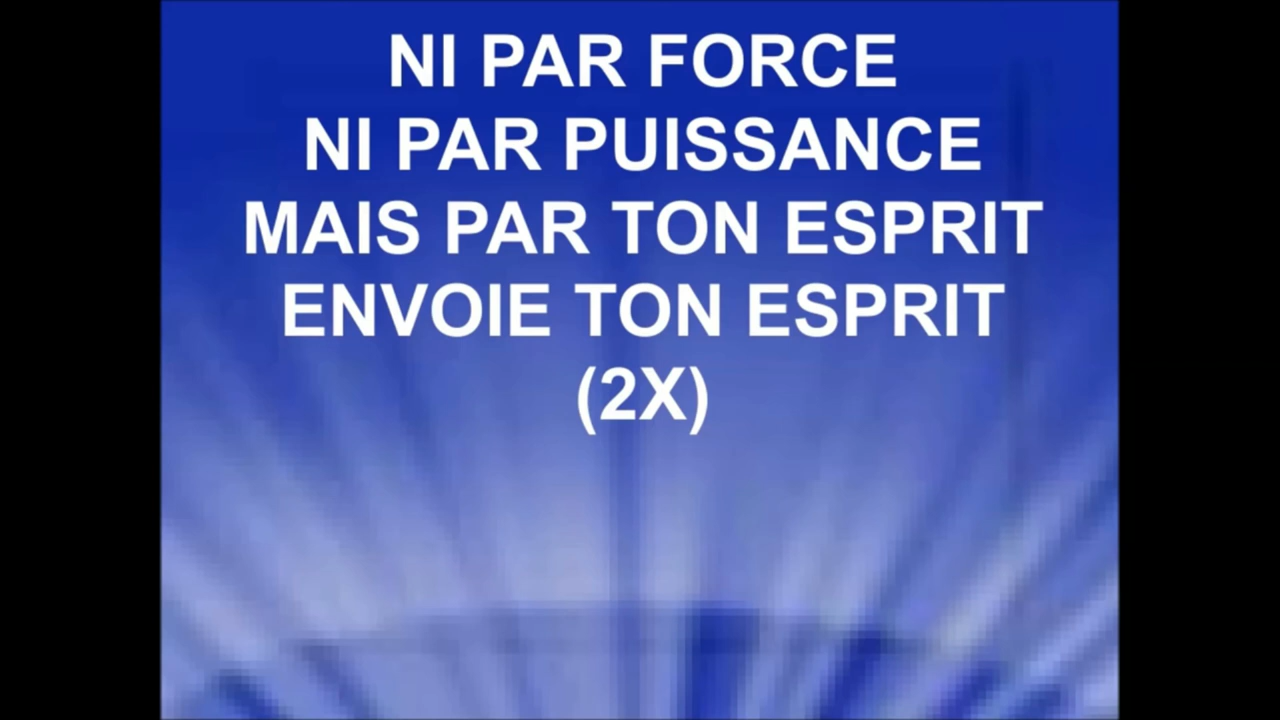 NI PAR FORCE
NI PAR PUISSANCE
MAIS PAR TON ESPRIT
ENVOIE TON ESPRIT
(2X)